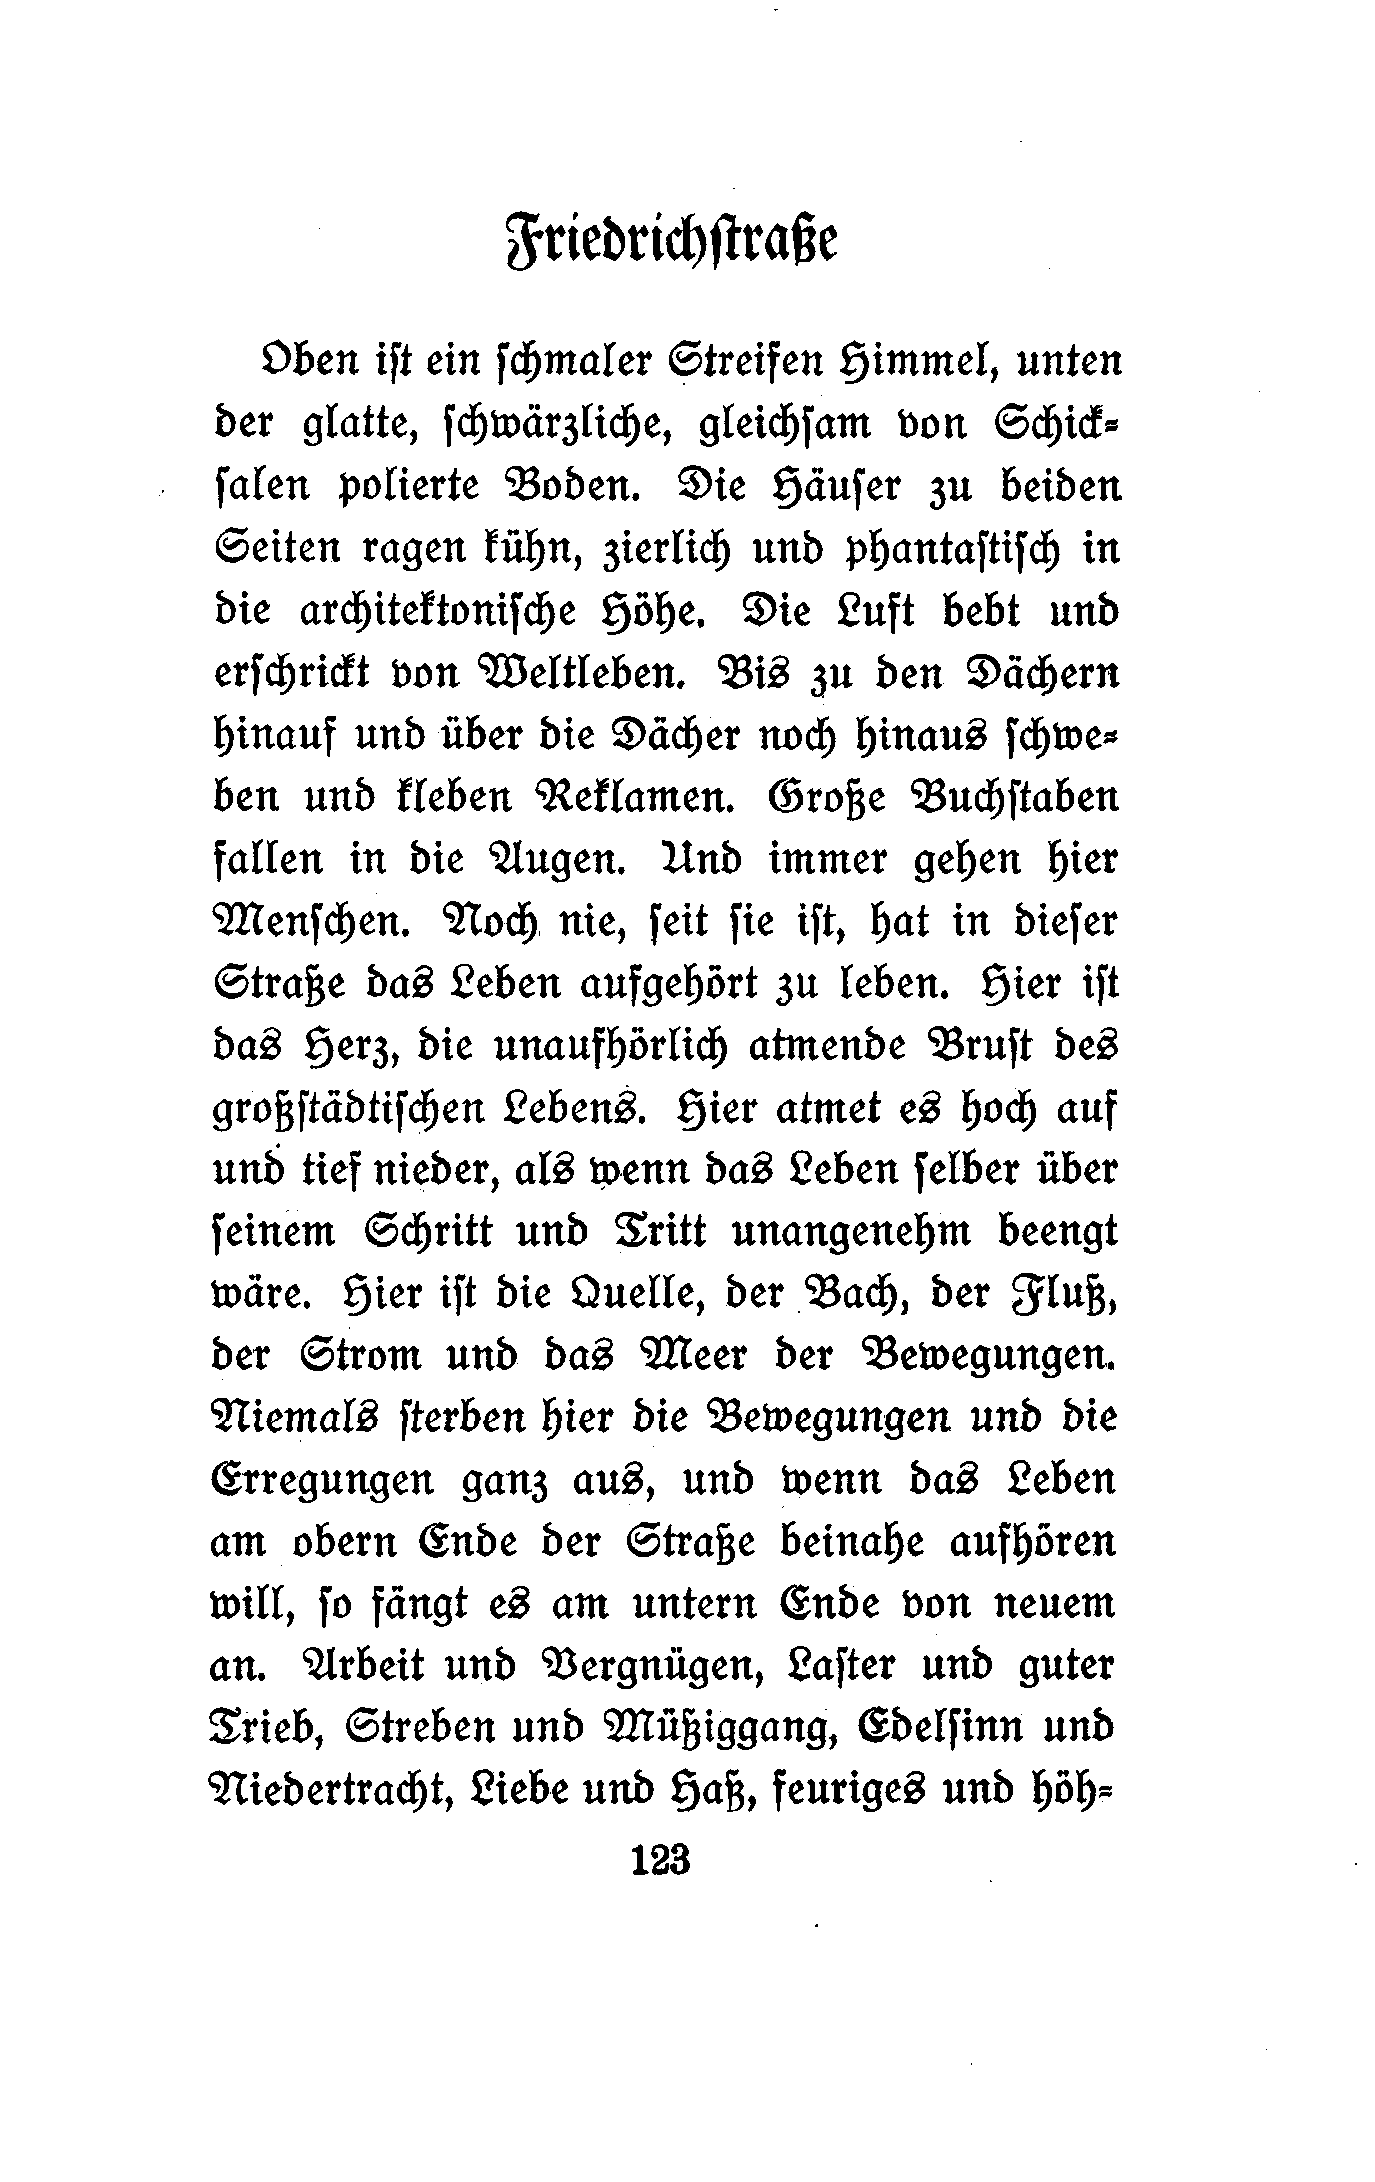 Friedrichstraße
Oben ist ein schmaler Streifen Himmel, unten
der glatte, schwärzliche, gleichsam von Schick-
salen polierte Boden. Die Häuser zu beiden
Seiten ragen kühn, zierlich und phantastisch in
die architektonische Höhe. Die Luft bebt und
erschrickt von Weltleben. Bis zu den Dächern
hinauf und über die Dächer noch hinaus schwe-
ben und kleben Reklamen. Große Buchstaben
fallen in die Augen. Und immer gehen hier
Menschen. Noch nie, seit sie ist, hat in dieser
Straße das Leben aufgehört zu leben. Hier ist
das Herz, die unaufhörlich atmende Brust des
großstädtischen Lebens. Hier atmet es hoch auf
und tief nieder, als wenn das Leben selber über
seinem Schritt und Tritt unangenehm beengt
wäre. Hier ist die Quelle, der Bach, der Fluß,
der Strom und das Meer der Bewegungen.
Niemals sterben hier die Bewegungen und die
Erregungen ganz aus, und wenn das Leben
am obern Ende der Straße beinahe aufhören
will, so fängt es am untern Ende von neuem
an. Arbeit und Vergnügen, Laster und guter
Trieb, Streben und Müßiggang, Edelsinn und
Niedertracht, Liebe und Haß, feuriges und höh-
123